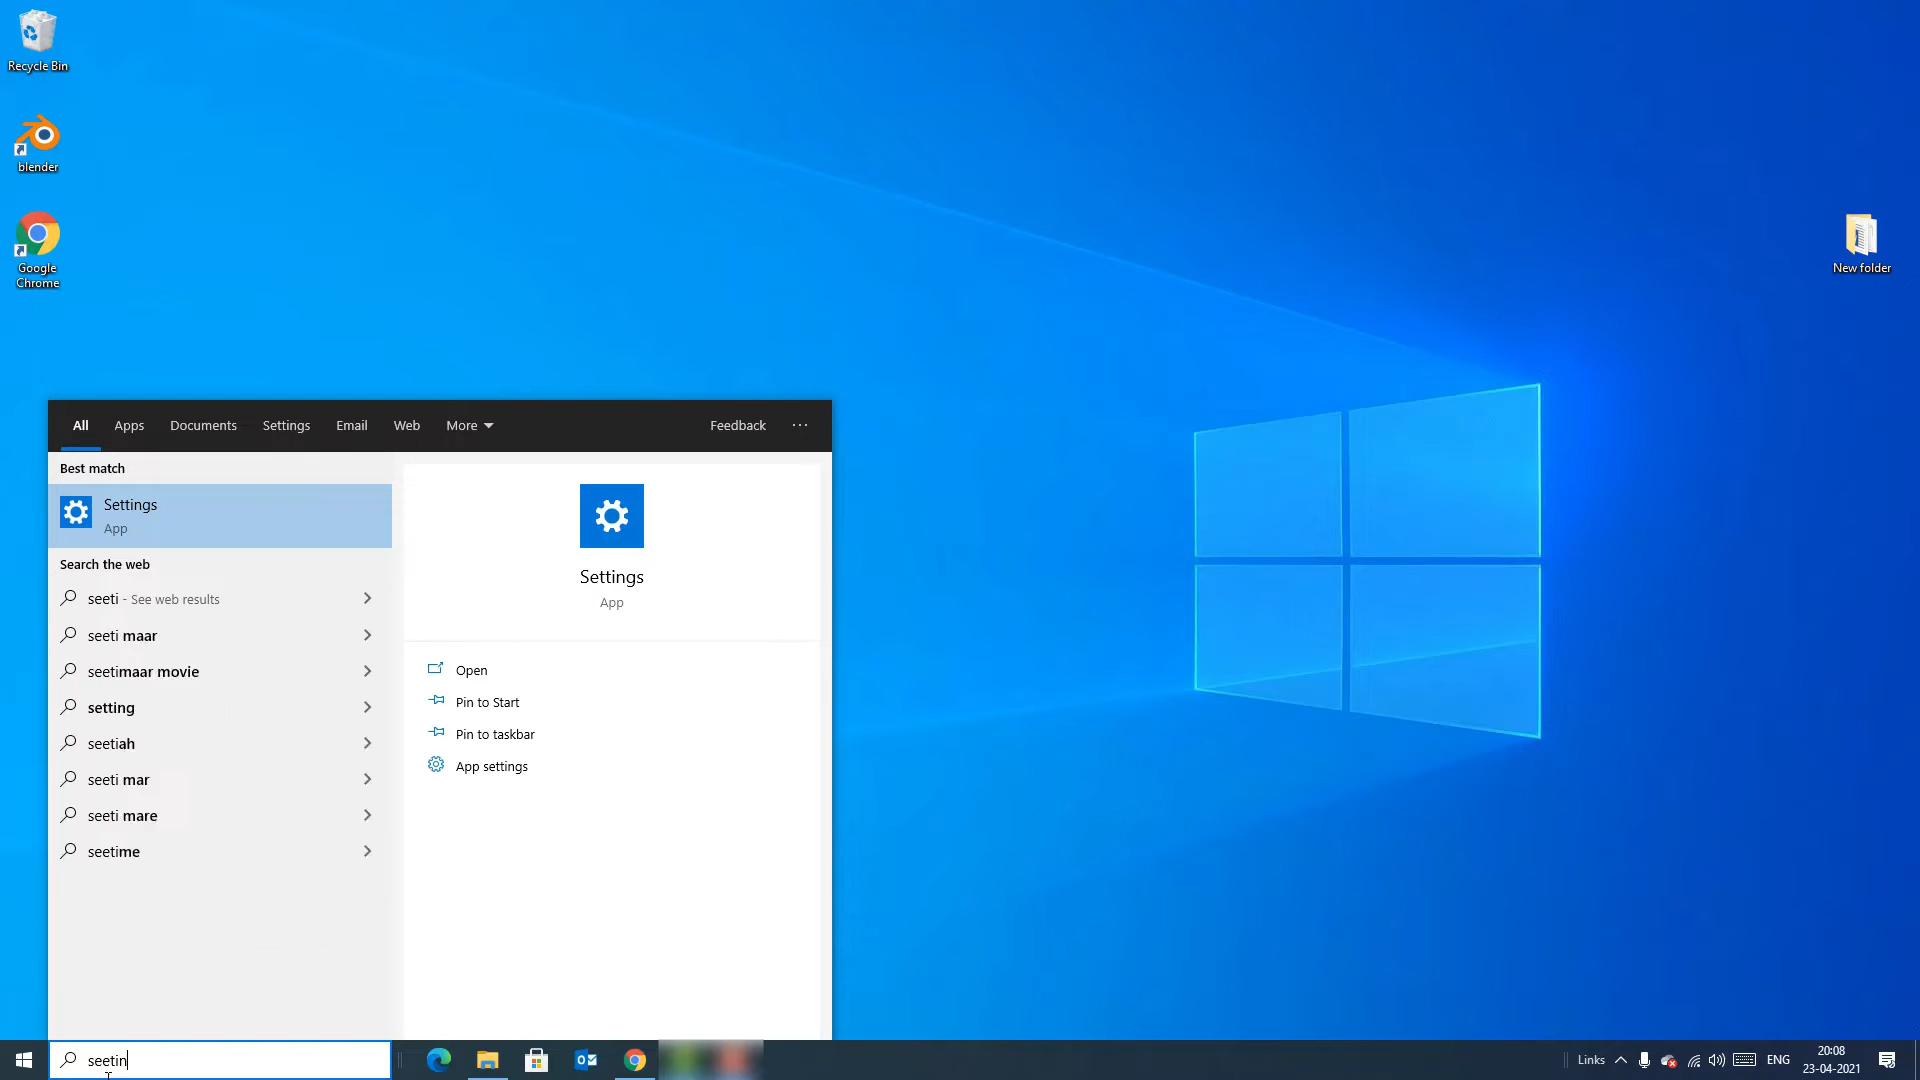 Recycle Bin
blender
Google
Chrome
New folder
All Apps Documents Settings Email Web More Feedback ...
Best match
Settings
App
Search the web
seeti - See web results
seeti maar
seetimaar movie
setting
seetiah
seeti mar
seeti mare
seetime
Settings
App
Open
Pin to Start
Pin to taskbar
App settings
seetin
Links ENG 20:08
23-04-2021